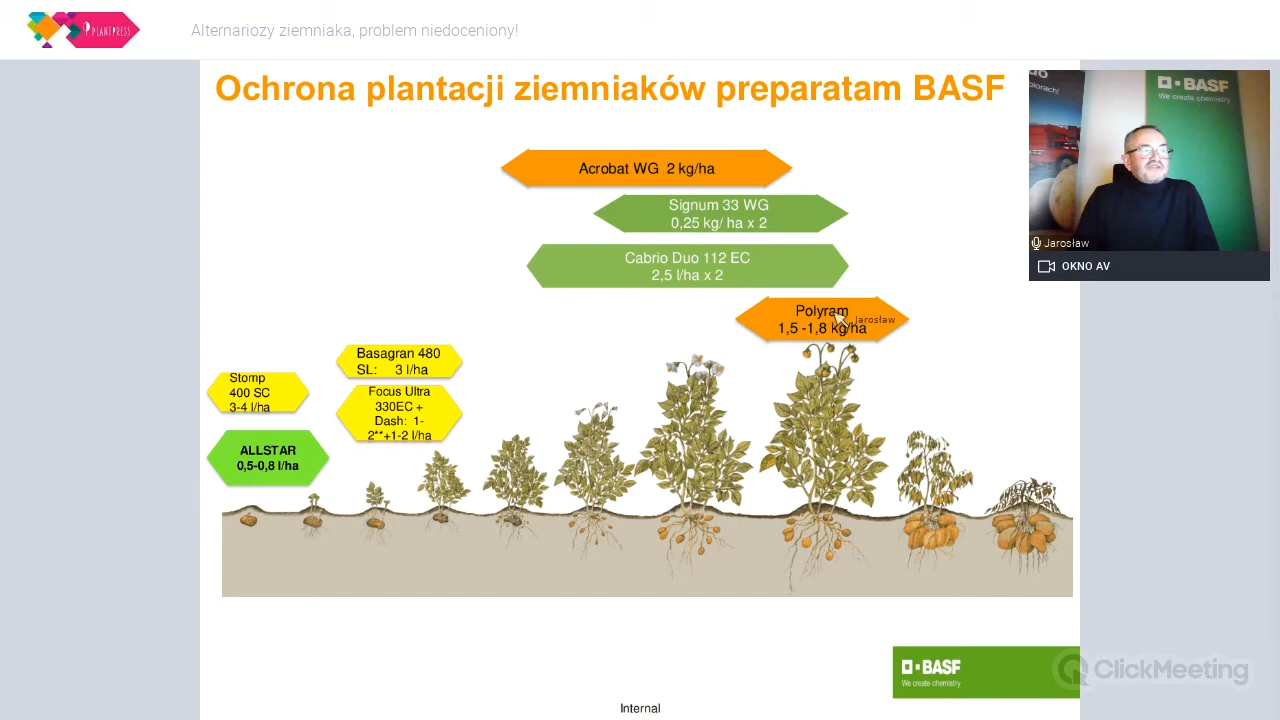 PLANTPRESS
Alternariozy ziemniaka, problem niedoceniony!
Ochrona plantacji ziemniaków preparatam BASF
BASF
We create chemistry
iorach!
Jarosław
OKNO AV
Acrobat WG 2 kg/ha
Signum 33 WG
0,25 kg/ ha x 2
Cabrio Duo 112 EC
2,5 l/ha x 2
Polyram
Jarosław
1,5 -1,8 kg/ha
Basagran 480
SL: 3 l/ha
Stomp
400 SC
3-4 l/ha
Focus Ultra
330EC +
Dash: 1-
2**+1-2 l/ha
ALLSTAR
0,5-0,8 l/ha
BASF
We create chemistry
ClickMeeting
Internal